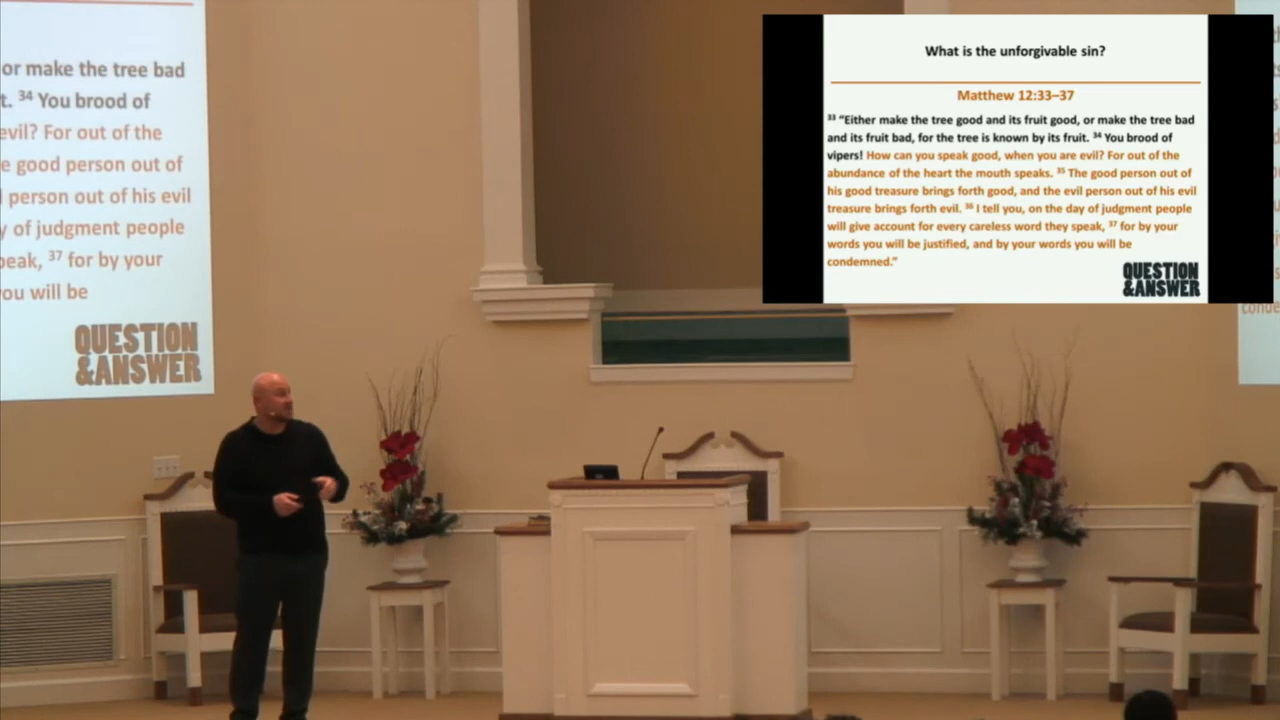 or make the tree bad
t. 34 You brood of
evil? For out of the
e good person out of
l person out of his evil
y of judgment people
peak, 37 for by your
ou will be
QUESTION
&ANSWER
What is the unforgivable sin?
Matthew 12:33–37
33 “Either make the tree good and its fruit good, or make the tree bad
and its fruit bad, for the tree is known by its fruit. 34 You brood of
vipers! How can you speak good, when you are evil? For out of the
abundance of the heart the mouth speaks. 35 The good person out of
his good treasure brings forth good, and the evil person out of his evil
treasure brings forth evil. 36 I tell you, on the day of judgment people
will give account for every careless word they speak, 37 for by your
words you will be justified, and by your words you will be
condemned.”
QUESTION
&ANSWER
conde